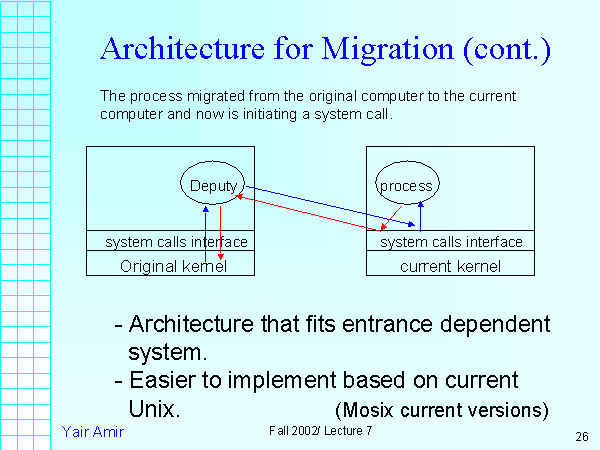 Architecture for Migration (cont.)
The process migrated from the original computer to the current
computer and now is initiating a system call.
Deputy
process
system calls interface
system calls interface
Original kernel
current kernel
- Architecture that fits entrance dependent
system.
- Easier to implement based on current
Unix. (Mosix current versions)
Yair Amir
Fall 2002/ Lecture 7
26